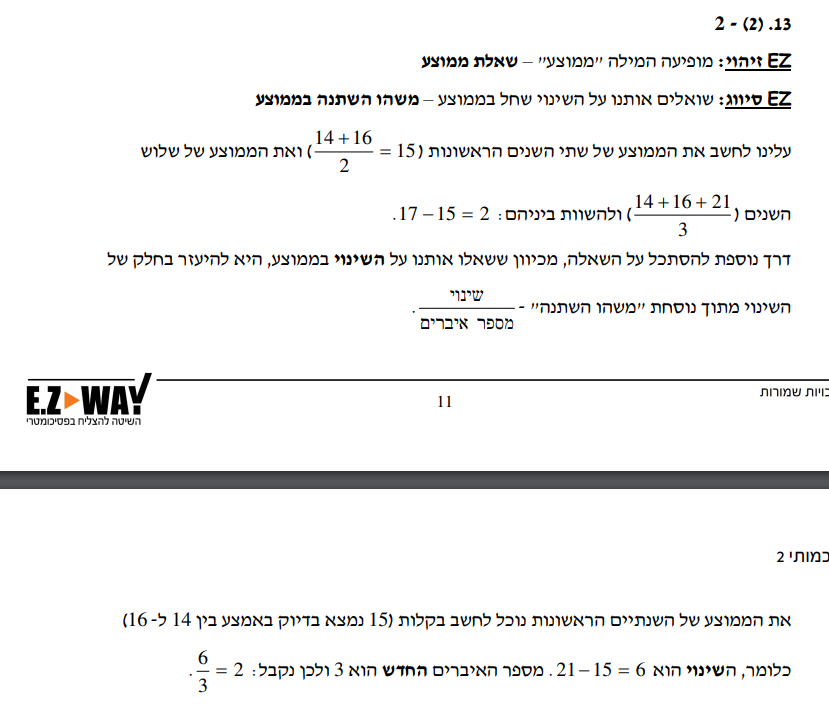 13. (2) - 2
EZ זיהוי: מופיעה המילה "ממוצע" – שאלת ממוצע
EZ סיווג: שואלים אותנו על השינוי שחל בממוצע – משהו השתנה בממוצע
עלינו לחשב את הממוצע של שתי השנים הראשונות (15 = \frac{14+16}{2}) ואת הממוצע של שלוש
השנים (\frac{14+16+21}{3}) ולהשוות ביניהם: 17 – 15 = 2.
דרך נוספת להסתכל על השאלה, מכיוון ששאלו אותנו על השינוי בממוצע, היא להיעזר בחלק של
השינוי מתוך נוסחת "משהו השתנה" - \frac{שינוי}{מספר איברים}.
E.Z WAY
השיטה להצליח בפסיכומטרי
11
כויות שמורות
כמותי 2
את הממוצע של השנתיים הראשונות נוכל לחשב בקלות (15 נמצא בדיוק באמצע בין 14 ל- 16)
כלומר, השינוי הוא 21 – 15 = 6. מספר האיברים החדש הוא 3 ולכן נקבל: \frac{6}{3} = 2.